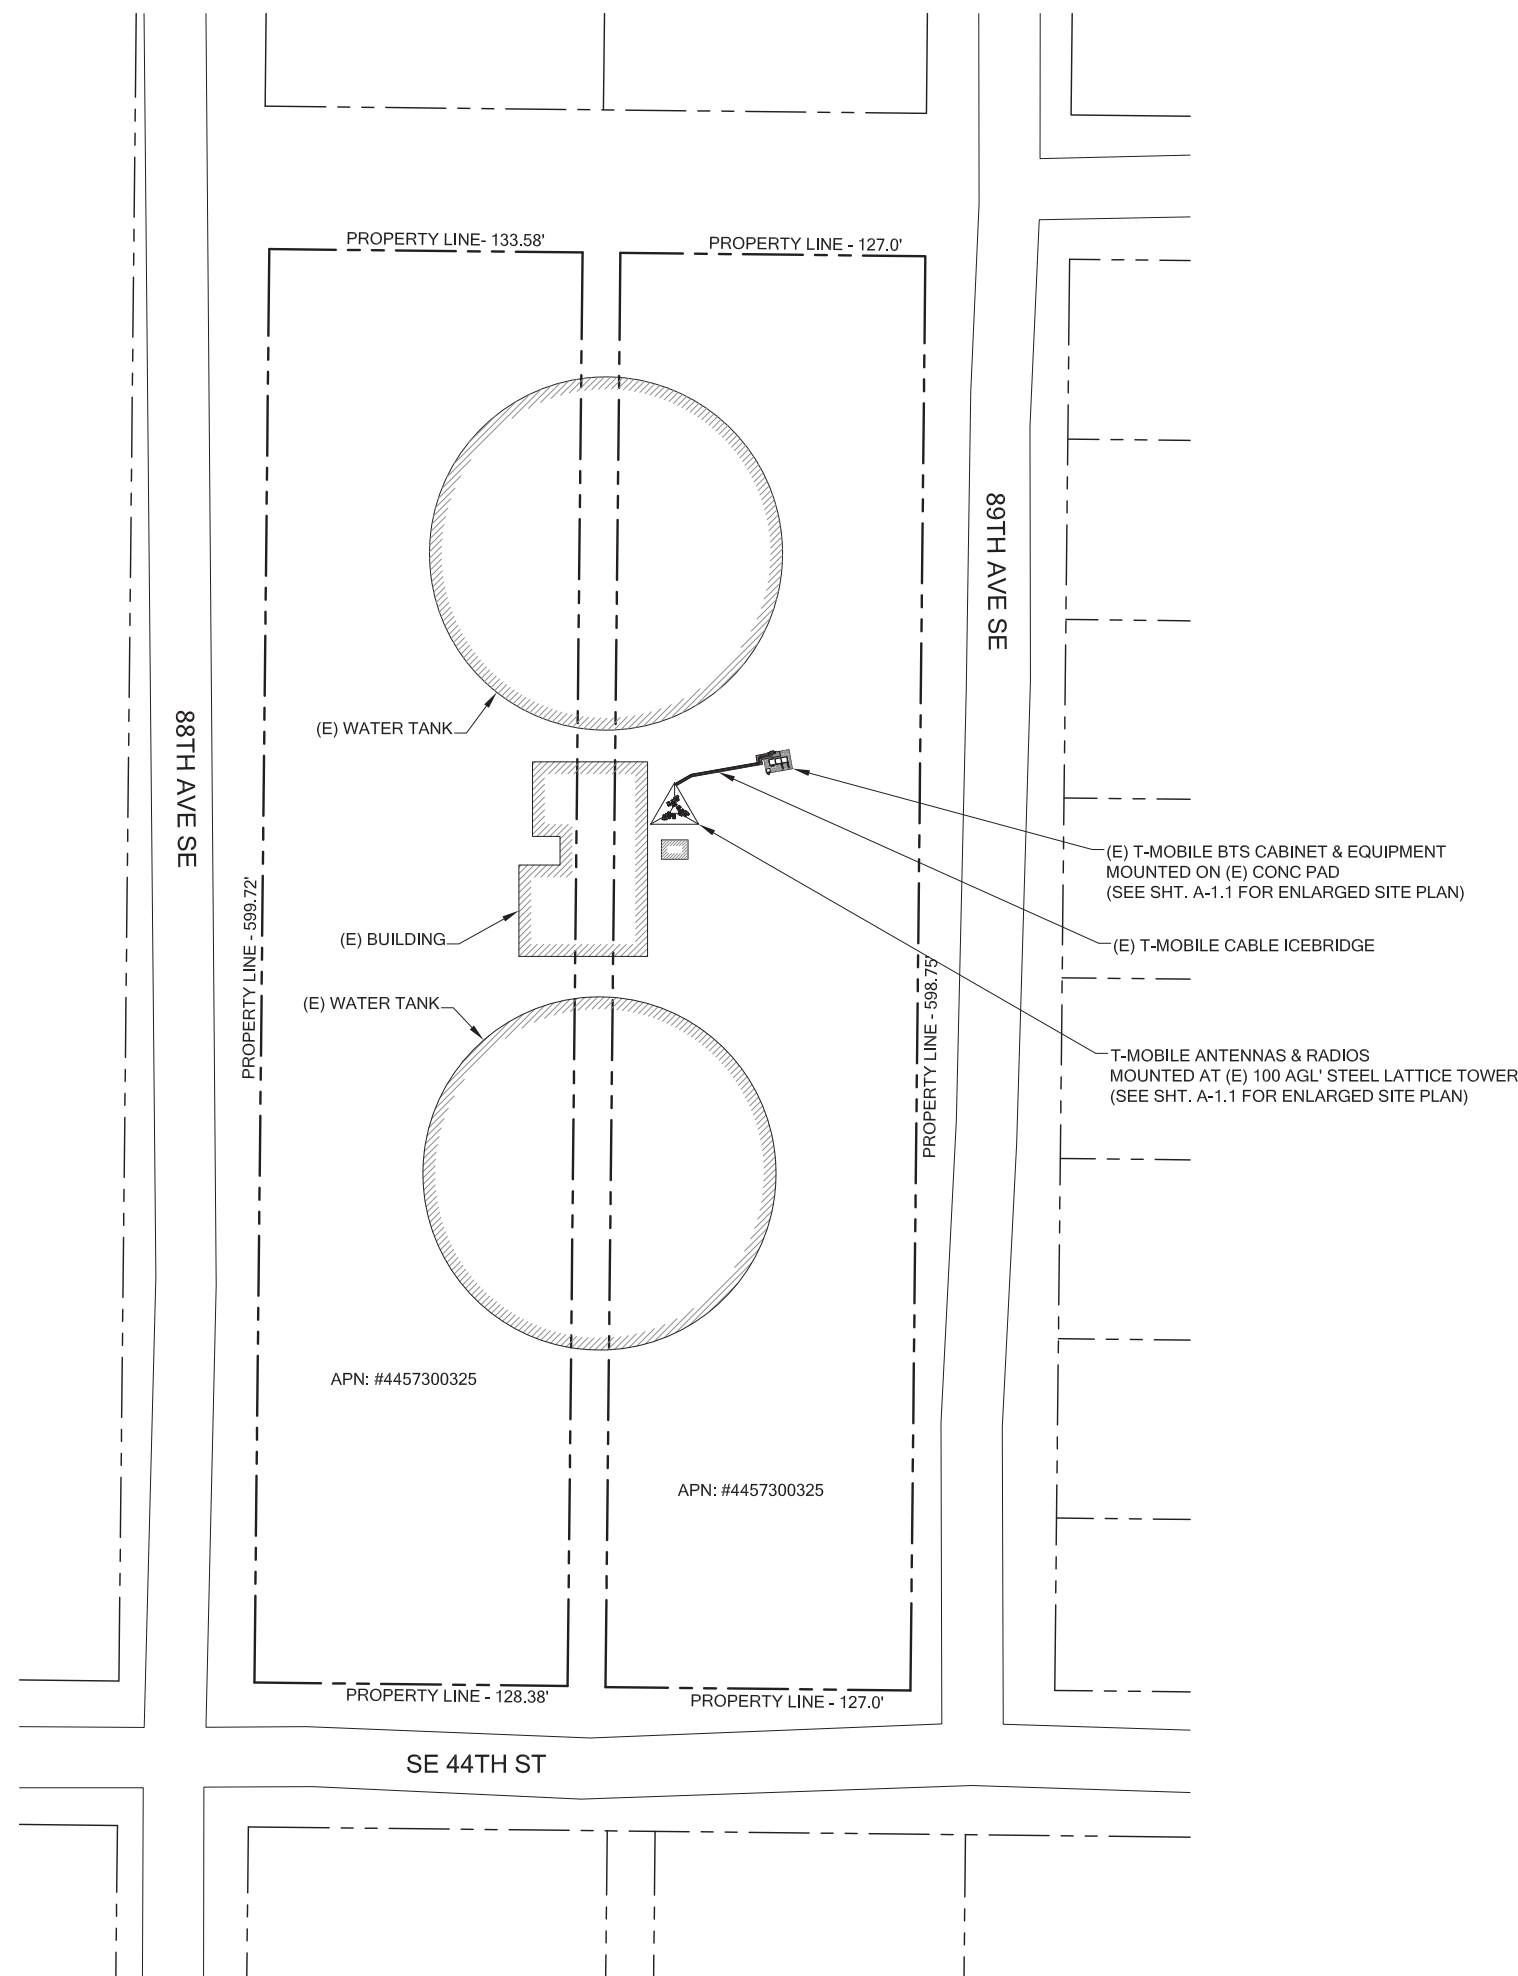 PROPERTY LINE- 133.58'
PROPERTY LINE - 127.0'
89TH AVE SE
88TH AVE SE
(E) WATER TANK
(E) T-MOBILE BTS CABINET & EQUIPMENT
MOUNTED ON (E) CONC PAD
(SEE SHT. A-1.1 FOR ENLARGED SITE PLAN)
PROPERTY LINE - 599.72'
(E) BUILDING
(E) T-MOBILE CABLE ICEBRIDGE
(E) WATER TANK
PROPERTY LINE - 598.75'
T-MOBILE ANTENNAS & RADIOS
MOUNTED AT (E) 100 AGL' STEEL LATTICE TOWER
(SEE SHT. A-1.1 FOR ENLARGED SITE PLAN)
APN: #4457300325
APN: #4457300325
PROPERTY LINE - 128.38'
PROPERTY LINE - 127.0'
SE 44TH ST